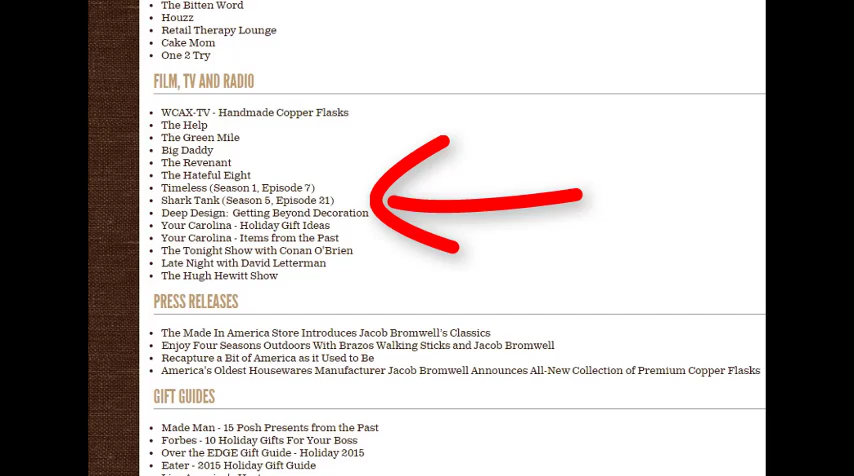 The Bitten Word
Houzz
Retail Therapy Lounge
Cake Mom
One 2 Try
FILM, TV AND RADIO
WCAX-TV - Handmade Copper Flasks
The Help
The Green Mile
Big Daddy
The Revenant
The Hateful Eight
Timeless (Season 1, Episode 7)
Shark Tank (Season 5, Episode 21)
Deep Design: Getting Beyond Decoration
Your Carolina - Holiday Gift Ideas
Your Carolina - Items from the Past
The Tonight Show with Conan O'Brien
Late Night with David Letterman
The Hugh Hewitt Show
PRESS RELEASES
The Made In America Store Introduces Jacob Bromwell's Classics
Enjoy Four Seasons Outdoors With Brazos Walking Sticks and Jacob Bromwell
Recapture a Bit of America as it Used to Be
America's Oldest Housewares Manufacturer Jacob Bromwell Announces All-New Collection of Premium Copper Flasks
GIFT GUIDES
Made Man - 15 Posh Presents from the Past
Forbes - 10 Holiday Gifts For Your Boss
Over the EDGE Gift Guide - Holiday 2015
Eater - 2015 Holiday Gift Guide